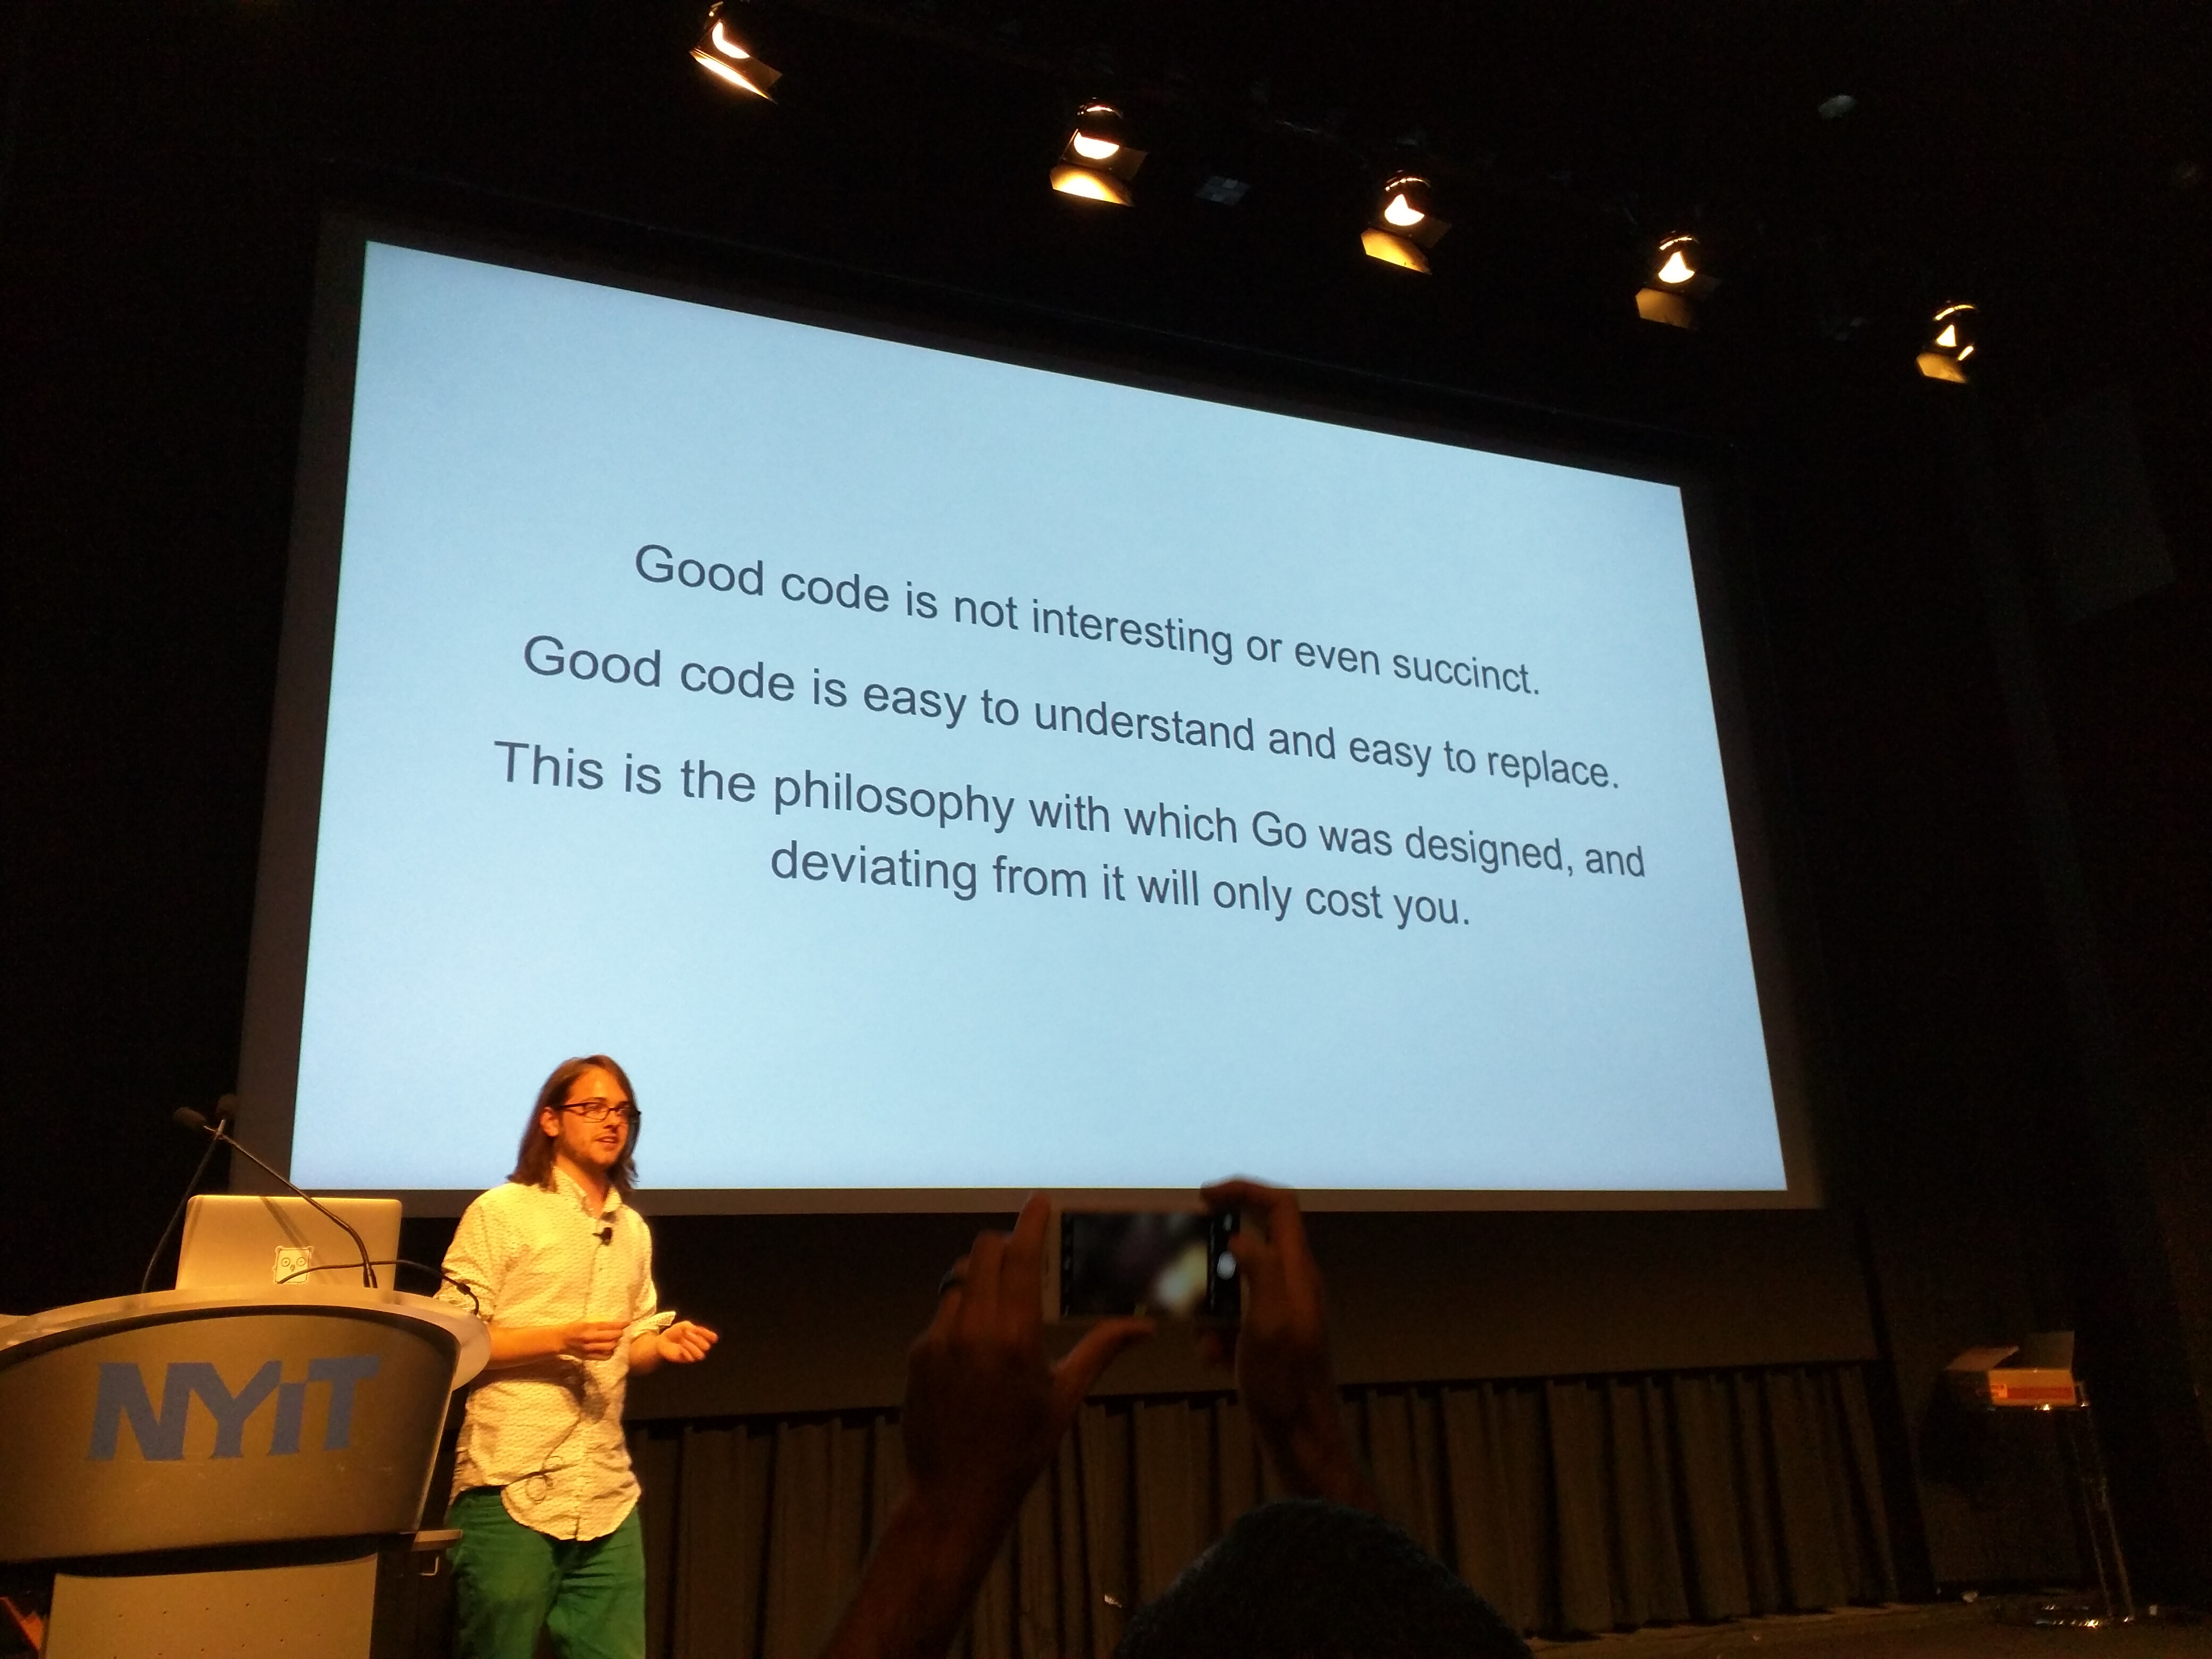 Good code is not interesting or even succinct.
Good code is easy to understand and easy to replace.
This is the philosophy with which Go was designed, and
deviating from it will only cost you.
NYiT